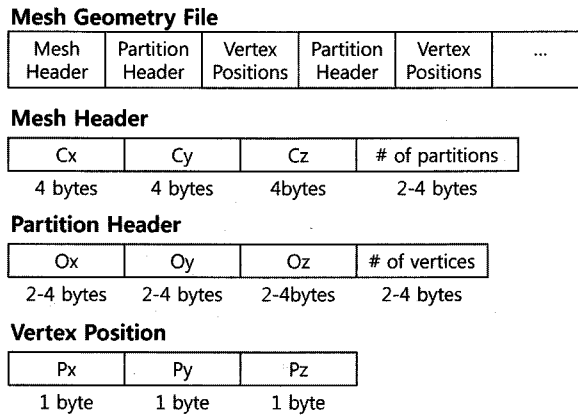 Mesh Geometry File
Mesh Header Partition Header Vertex Positions Partition Header Vertex Positions ...
Mesh Header
Cx Cy Cz # of partitions
4 bytes 4 bytes 4bytes 2-4 bytes
Partition Header
Ox Oy Oz # of vertices
2-4 bytes 2-4 bytes 2-4bytes 2-4 bytes
Vertex Position
Px Py Pz
1 byte 1 byte 1 byte